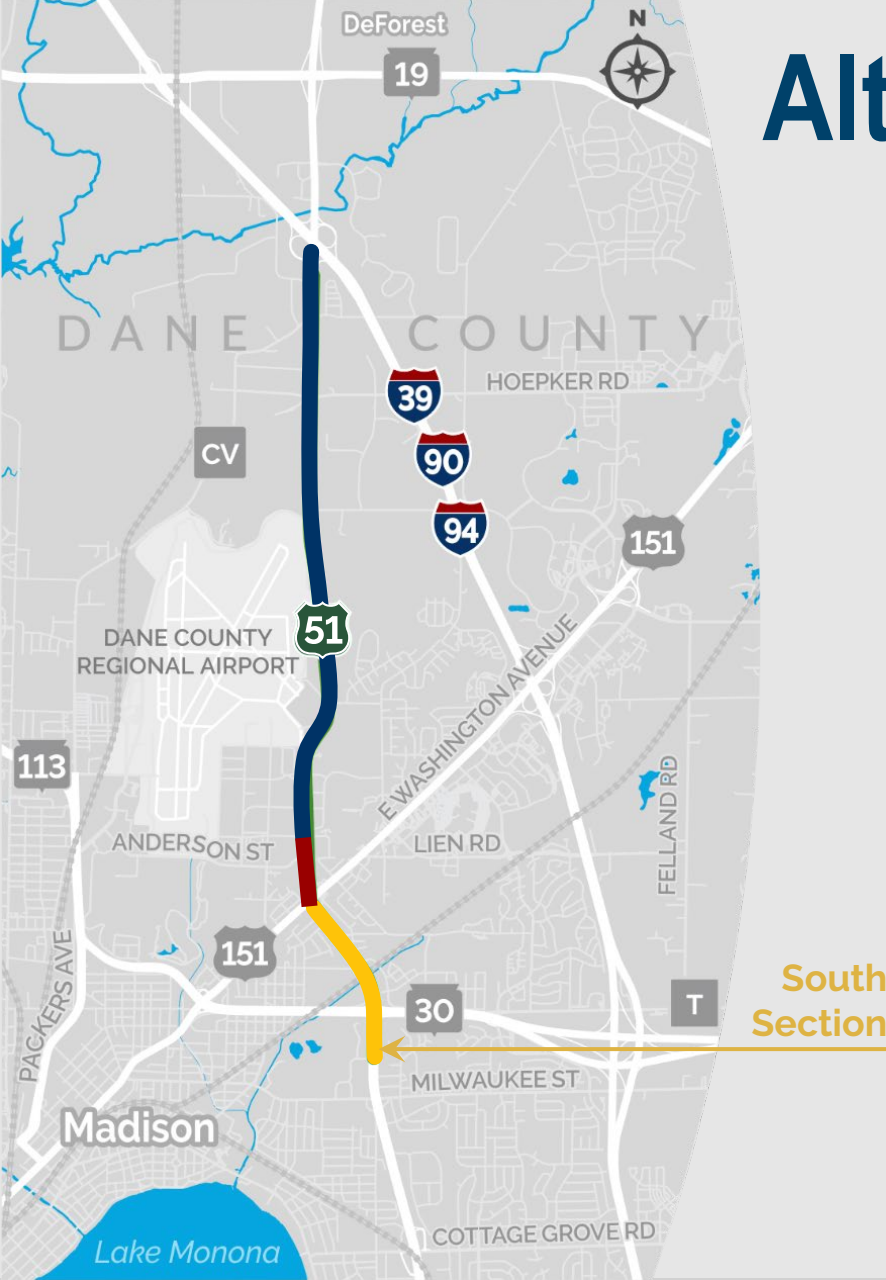 DeForest
N
19
Alt
DANE COUNTY
HOEPKER RD
39
CV
90
94
151
51
DANE COUNTY
REGIONAL AIRPORT
E WASHINGTON AVENUE
113
FELLAND RD
ANDERSON ST
LIEN RD
151
PACKERS AVE
South
Section
30
T
MILWAUKEE ST
Madison
COTTAGE GROVE RD
Lake Monona